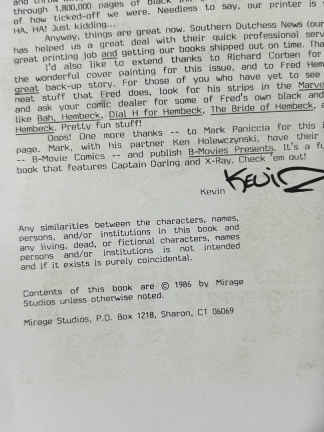 through 1,800,000 pages of black
of how ticked-off we were. Needless to say, our printer is
HA, HA! Just kidding...
Anyway, things are great now. Southern Dutchess News (our
has helped us a great deal with their quick professional serv
great printing job and getting our books shipped out on time. Tha
I'd also like to extend thanks to Richard Corben for
the wonderful cover painting for this issue, and to Fred Hem
great back-up story. For those of you who have yet to see
neat stuff that Fred does, look for his strips in the Marve
and ask your comic dealer for some of Fred's own black and
like Bah, Hembeck, Dial H for Hembeck, The Bride of Hembeck,
Hembeck. Pretty fun stuff!
Oops! One more thanks -- to Mark Paniccia for this
page. Mark, with his partner Ken Holewczynski, have their
-- B-Movie Comics -- and publish B-Movies Presents. It's a fu
book that features Captain Daring and X-Ray. Check 'em out!
Kevin
Kevin
Any similarities between the characters, names,
persons, and/or institutions in this book and
any living, dead, or fictional characters, names
persons and/or institutions is not intended
and if it exists is purely coincidental.
Contents of this book are © 1986 by Mirage
Studios unless otherwise noted.
Mirage Studios, P.O. Box 1218, Sharon, CT 06069